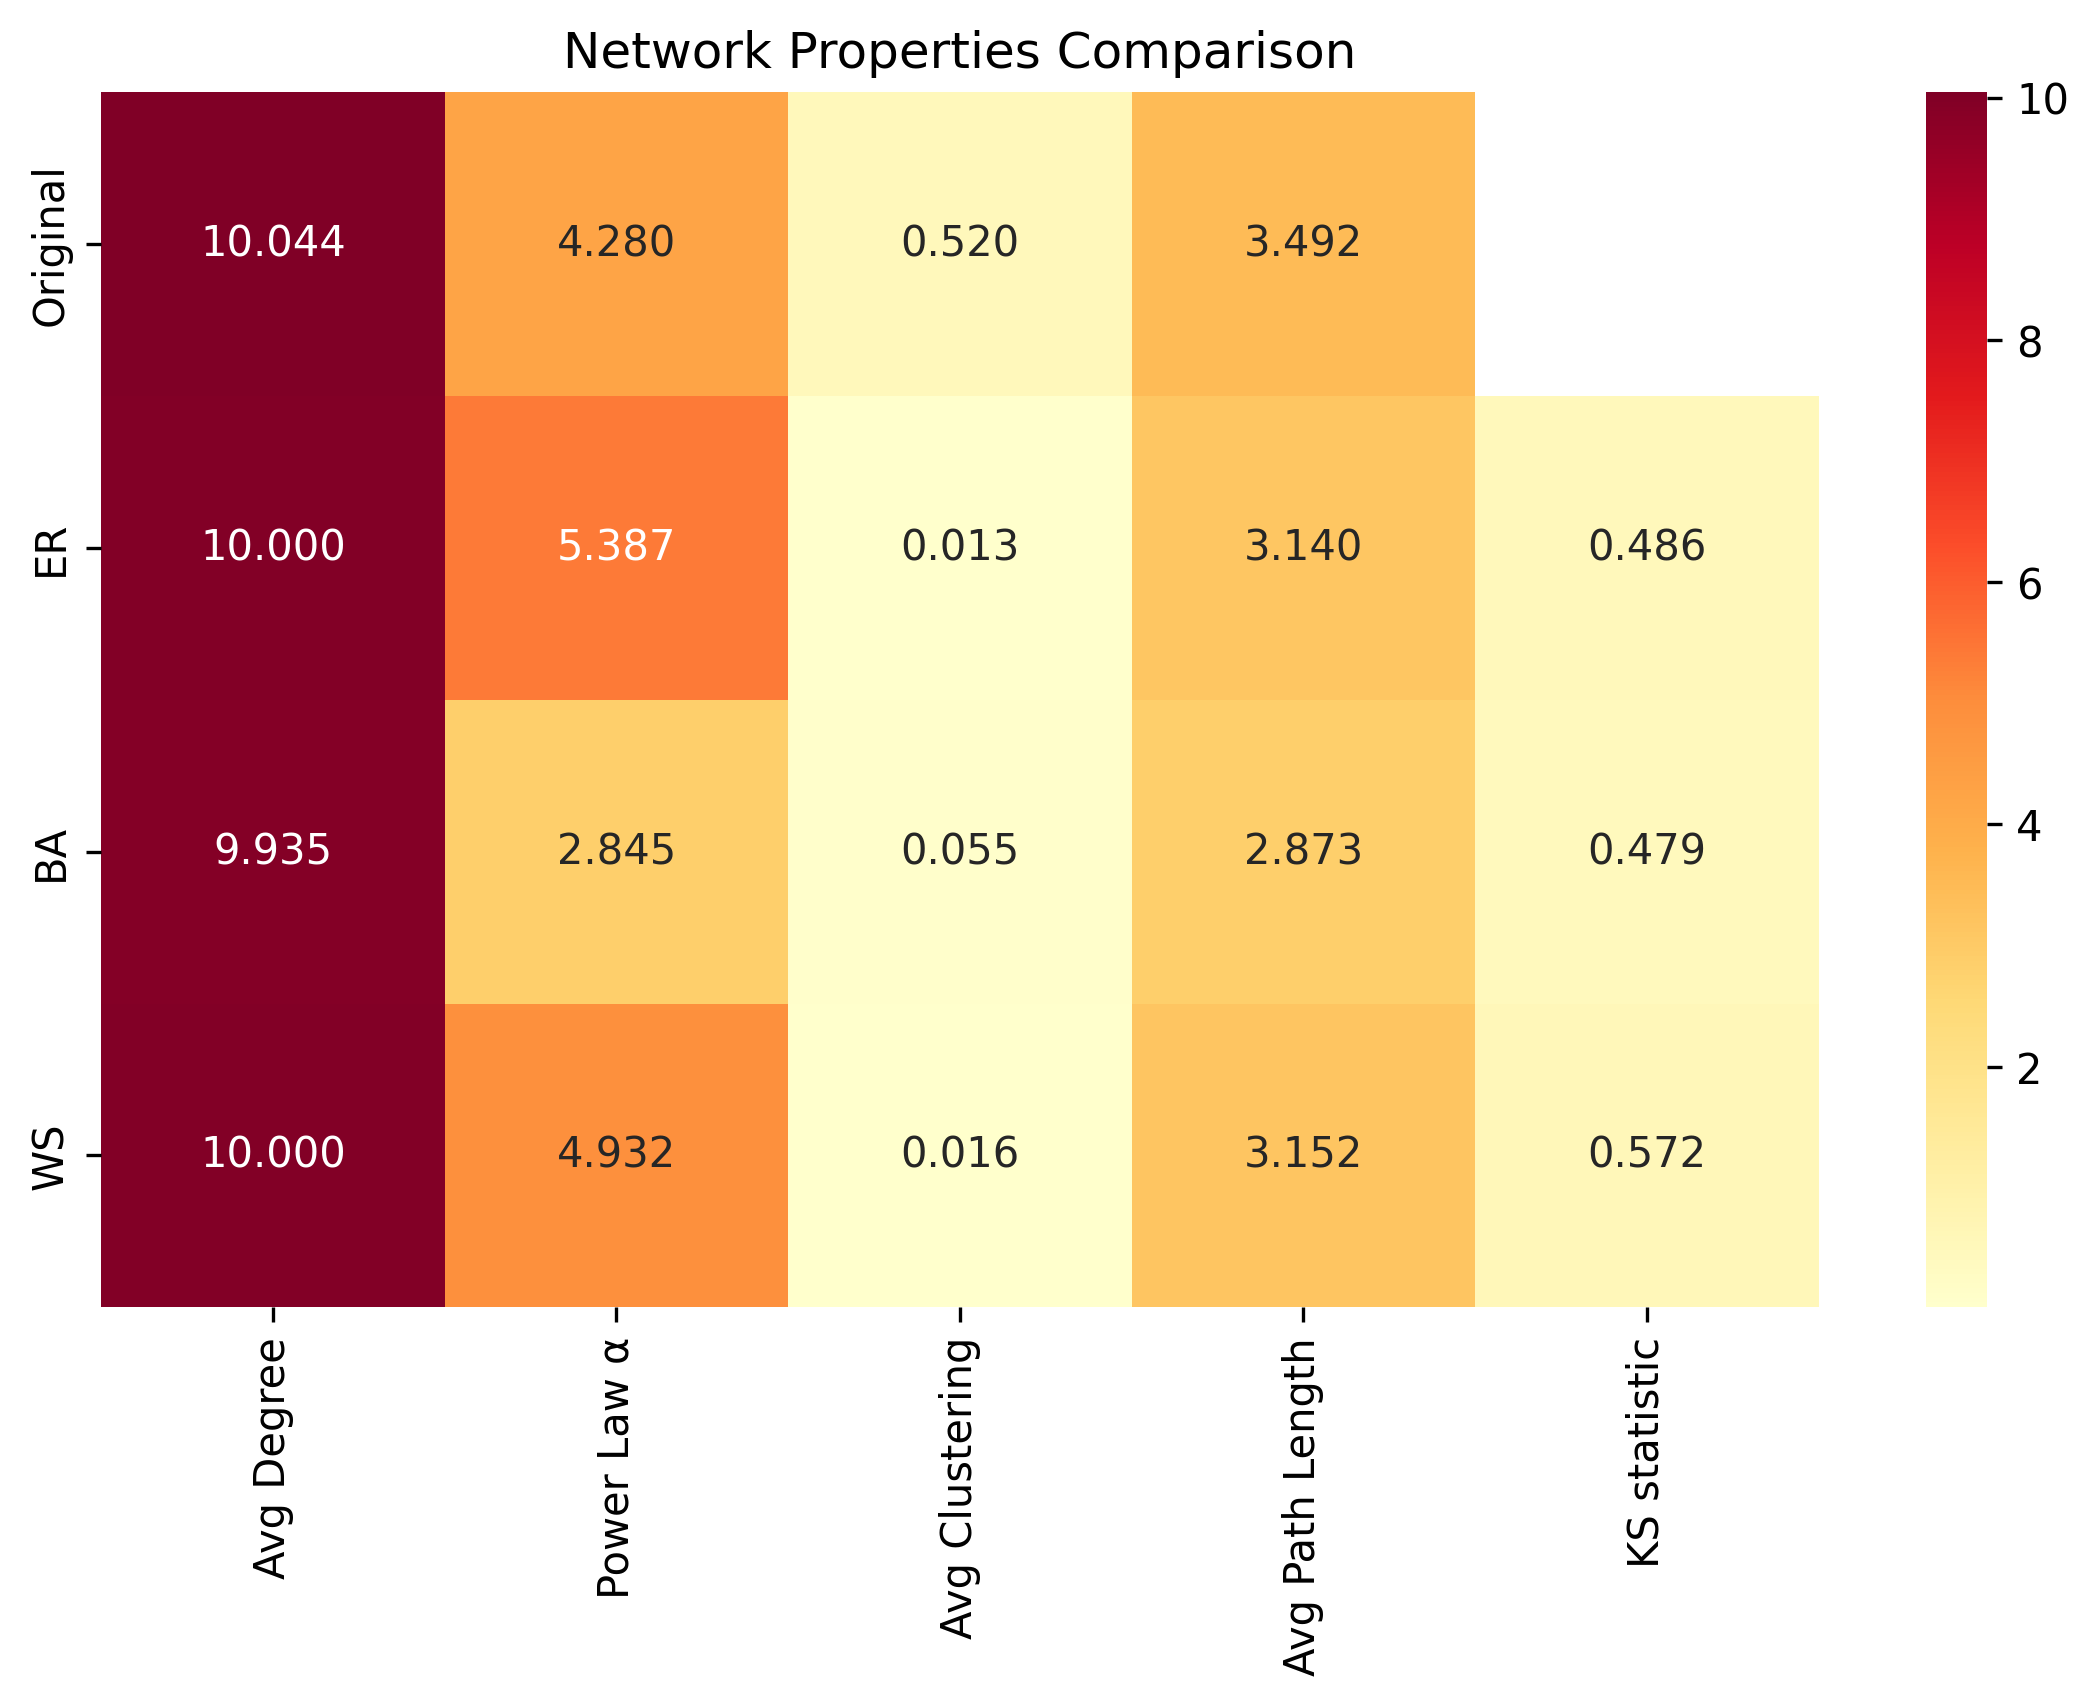 Network Properties Comparison
Original 10.044 4.280 0.520 3.492
ER 10.000 5.387 0.013 3.140 0.486
BA 9.935 2.845 0.055 2.873 0.479
WS 10.000 4.932 0.016 3.152 0.572
Avg Degree
Power Law α
Avg Clustering
Avg Path Length
KS statistic
10
8
6
4
2